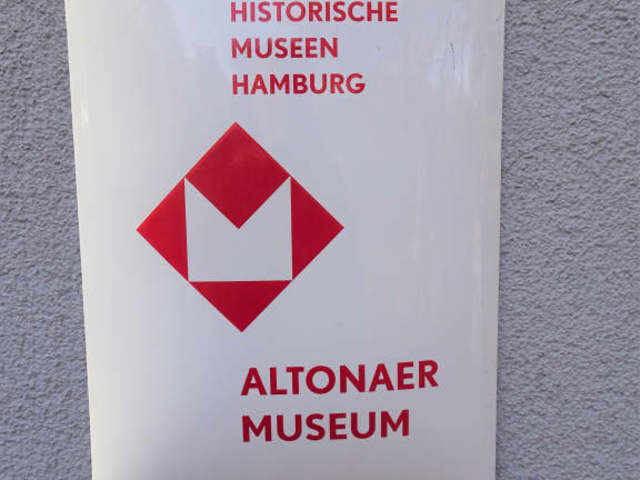 HISTORISCHE
MUSEEN
HAMBURG
ALTONAER
MUSEUM